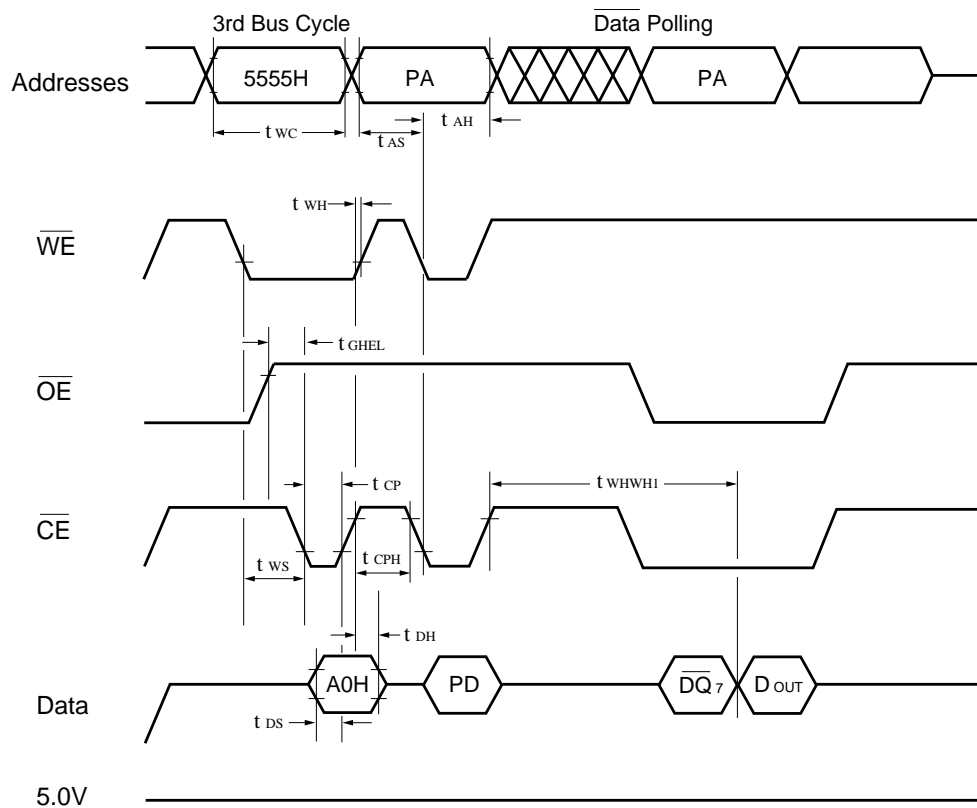 3rd Bus Cycle
Data Polling
Addresses
5555H
PA
PA
t WC
t AS
t AH
t WH
WE
t GHEL
OE
t CP
t WHWH1
CE
t WS
t CPH
t DH
Data
A0H
PD
DQ 7
D OUT
t DS
5.0V